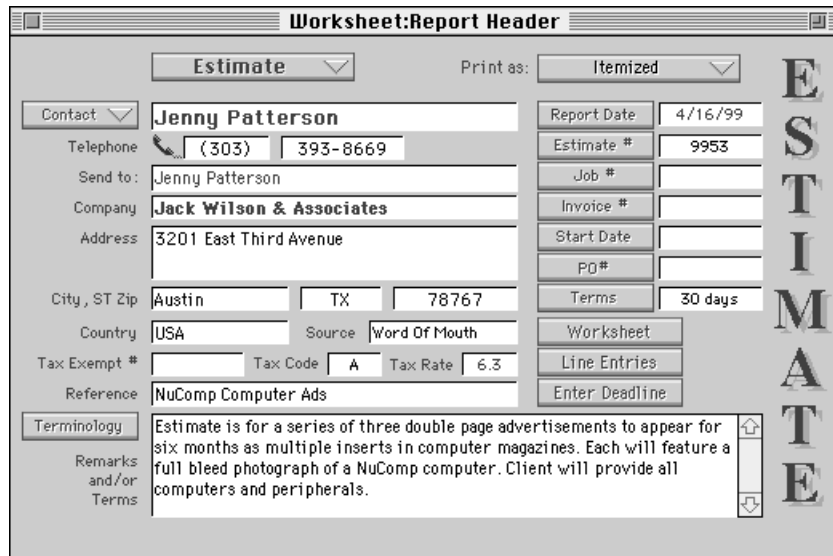 Worksheet:Report Header
Estimate Print as: Itemized
Contact Jenny Patterson Report Date 4/16/99
Telephone (303) 393-8669 Estimate # 9953
Send to: Jenny Patterson Job #
Company Jack Wilson & Associates Invoice #
Address 3201 East Third Avenue Start Date
PO#
City, ST Zip Austin TX 78767 Terms 30 days
Country USA Source Word Of Mouth Worksheet
Tax Exempt # Tax Code A Tax Rate 6.3 Line Entries
Reference NuComp Computer Ads Enter Deadline
Terminology
Remarks
and/or
Terms
Estimate is for a series of three double page advertisements to appear for
six months as multiple inserts in computer magazines. Each will feature a
full bleed photograph of a NuComp computer. Client will provide all
computers and peripherals.
ESTIMATE